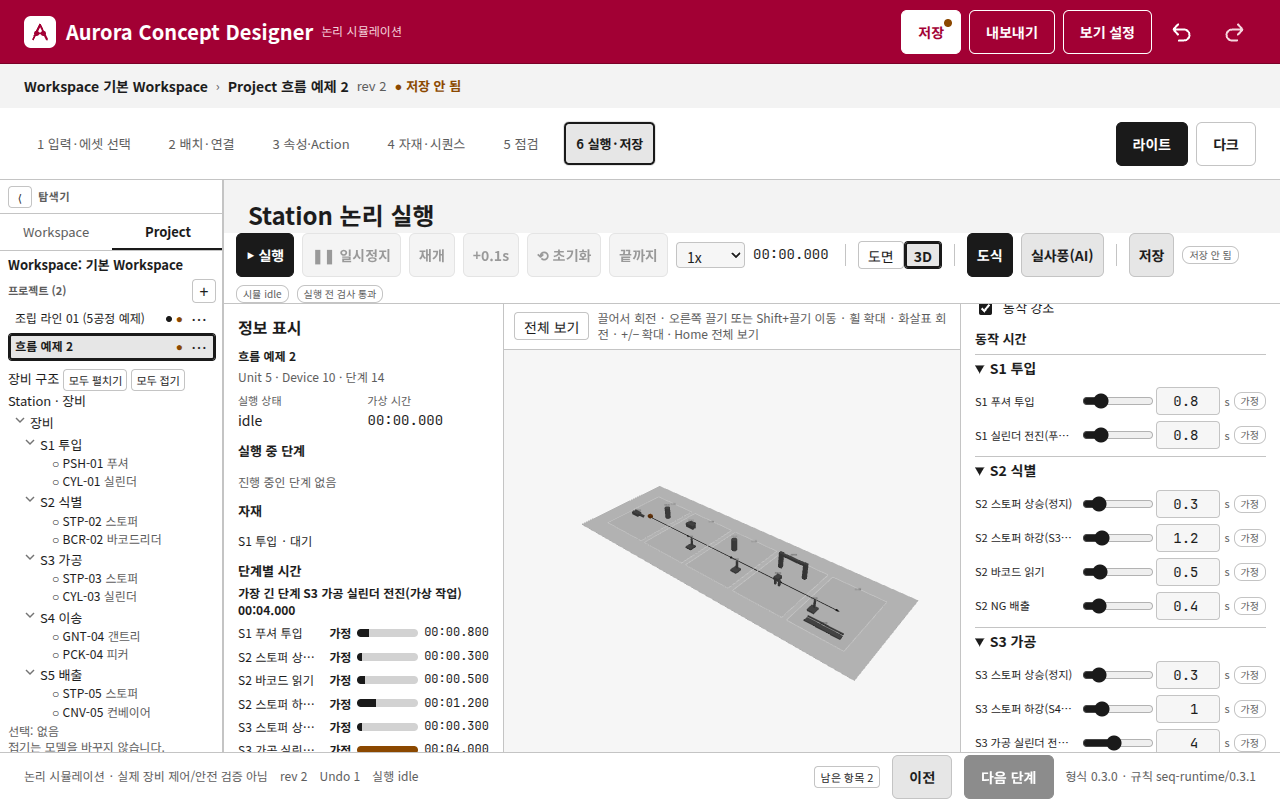 Aurora Concept Designer 논리 시뮬레이션
저장 내보내기 보기 설정
Workspace 기본 Workspace › Project 흐름 예제 2 rev 2 ● 저장 안 됨
1 입력·에셋 선택 2 배치·연결 3 속성·Action 4 자재·시퀀스 5 점검 6 실행·저장
라이트 다크
⟨ 탐색기
Workspace Project
Workspace: 기본 Workspace
프로젝트 (2) +
조립 라인 01 (5공정 예제) ● ● ···
흐름 예제 2 ● ···
장비 구조 모두 펼치기 모두 접기
Station · 장비
장비
S1 투입
○ PSH-01 푸셔
○ CYL-01 실린더
S2 식별
○ STP-02 스토퍼
○ BCR-02 바코드리더
S3 가공
○ STP-03 스토퍼
○ CYL-03 실린더
S4 이송
○ GNT-04 갠트리
○ PCK-04 피커
S5 배출
○ STP-05 스토퍼
○ CNV-05 컨베이어
선택: 없음
접기는 모델을 바꾸지 않습니다.
Station 논리 실행
▸ 실행 ❚❚ 일시정지 재개 +0.1s ⟲ 초기화 끝까지 1x 00:00.000 도면 3D 도식 실사풍(AI) 저장 저장 안 됨
시뮬 idle 실행 전 검사 통과
정보 표시
흐름 예제 2
Unit 5 · Device 10 · 단계 14
실행 상태 가상 시간
idle 00:00.000
실행 중 단계
진행 중인 단계 없음
자재
S1 투입 · 대기
단계별 시간
가장 긴 단계 S3 가공 실린더 전진(가상 작업)
00:04.000
S1 푸셔 투입 가정 00:00.800
S2 스토퍼 상… 가정 00:00.300
S2 바코드 읽기 가정 00:00.500
S2 스토퍼 하… 가정 00:01.200
S3 스토퍼 상… 가정 00:00.300
S3 가공 실린… 가정 00:04.000
전체 보기
끌어서 회전 · 오른쪽 끌기 또는 Shift+끌기 이동 · 휠 확대 · 화살표 회
전 · +/− 확대 · Home 전체 보기
동작 강조
동작 시간
▼ S1 투입
S1 푸셔 투입 0.8 s 가정
S1 실린더 전진(푸… 0.8 s 가정
▼ S2 식별
S2 스토퍼 상승(정지) 0.3 s 가정
S2 스토퍼 하강(S3… 1.2 s 가정
S2 바코드 읽기 0.5 s 가정
S2 NG 배출 0.4 s 가정
▼ S3 가공
S3 스토퍼 상승(정지) 0.3 s 가정
S3 스토퍼 하강(S4… 1 s 가정
S3 가공 실린더 전… 4 s 가정
논리 시뮬레이션 · 실제 장비 제어/안전 검증 아님 rev 2 Undo 1 실행 idle
남은 항목 2 이전 다음 단계 형식 0.3.0 · 규칙 seq-runtime/0.3.1